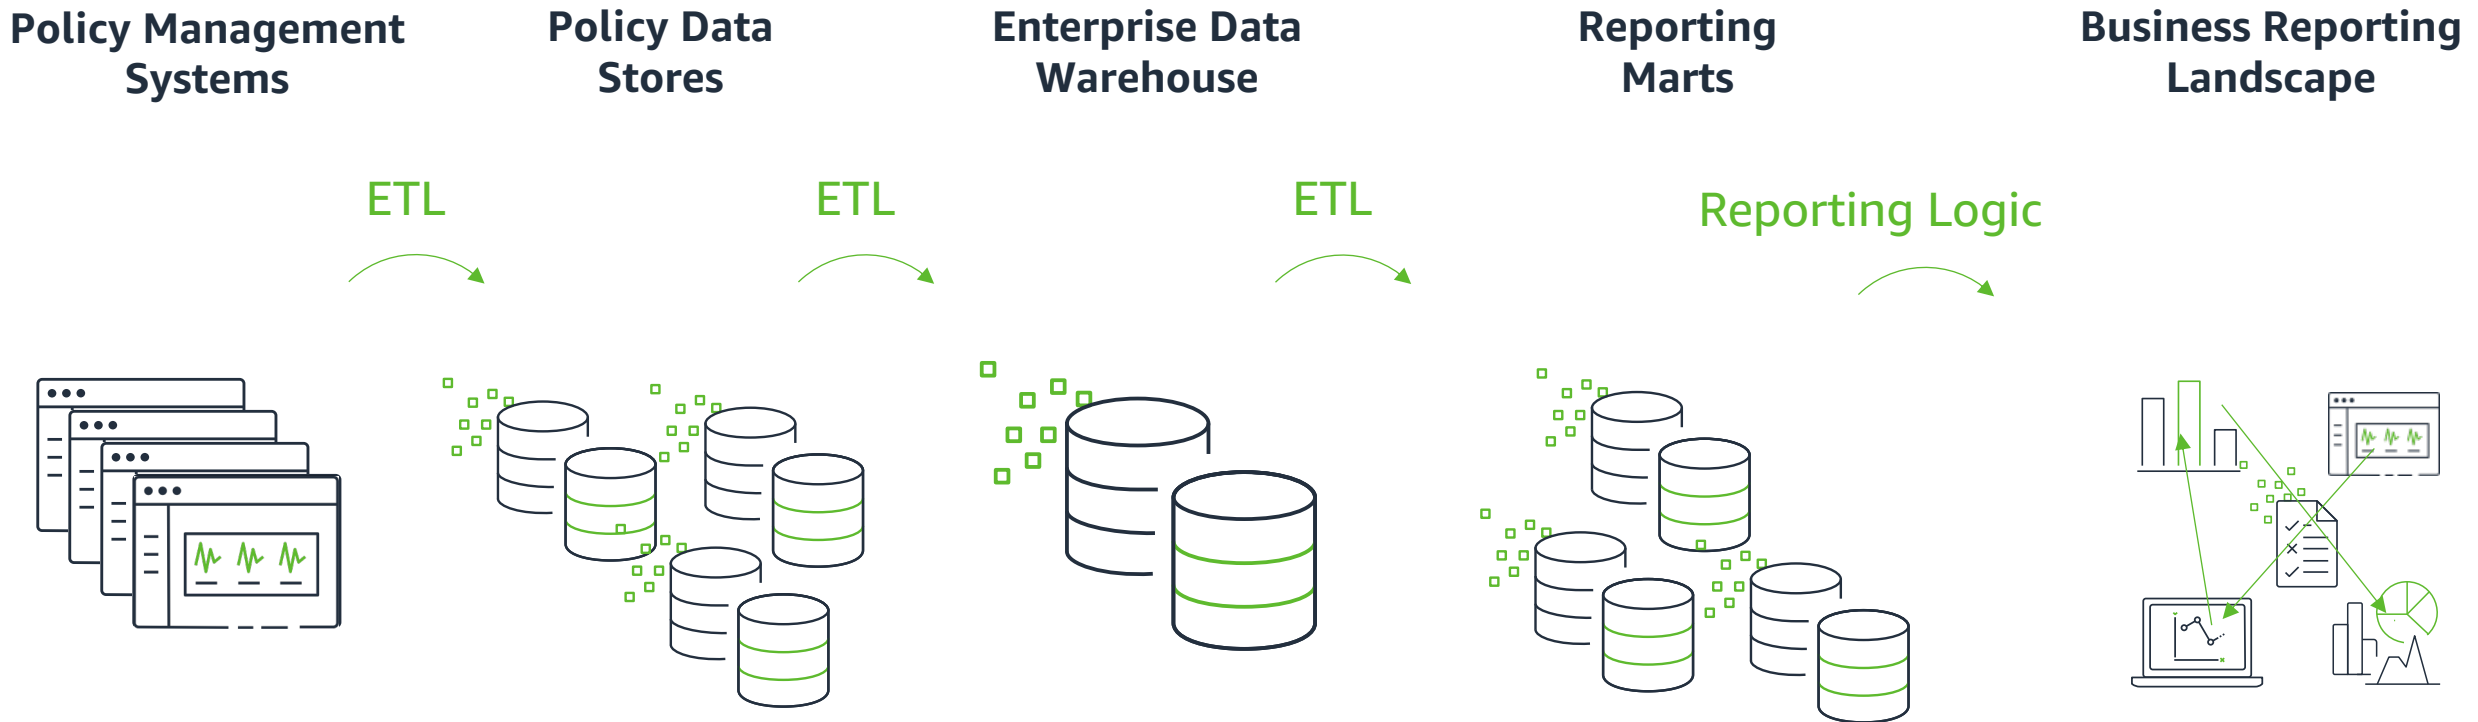 Policy Management
Systems
Policy Data
Stores
Enterprise Data
Warehouse
Reporting
Marts
Business Reporting
Landscape
ETL
ETL
ETL
Reporting Logic